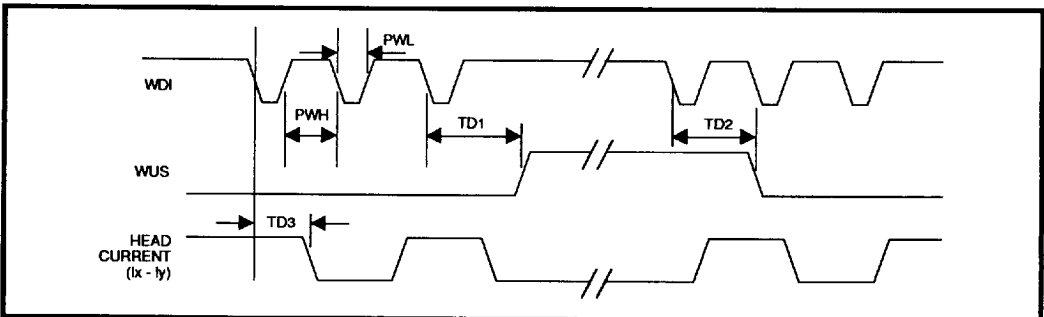 PWL
WDI
PWH
TD1
TD2
WUS
TD3
HEAD
CURRENT
(Ix - Iy)